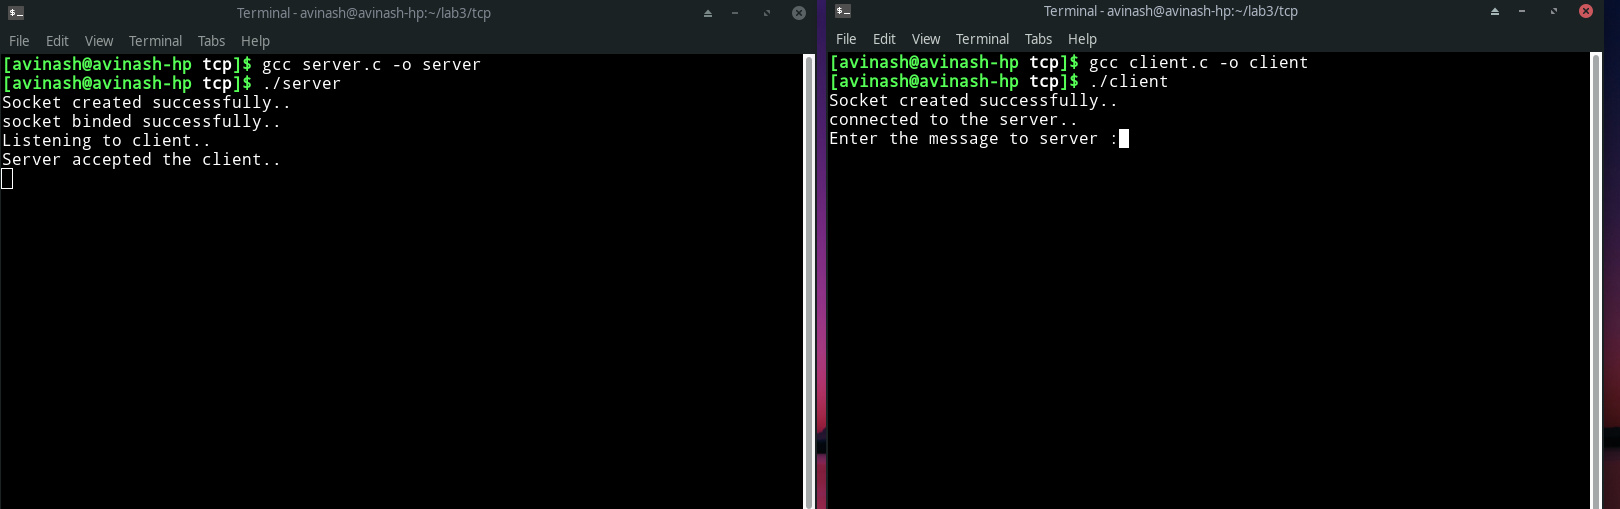 Terminal - avinash@avinash-hp:~/lab3/tcp
File Edit View Terminal Tabs Help
[avinash@avinash-hp tcp]$ gcc server.c -o server
[avinash@avinash-hp tcp]$ ./server
Socket created successfully..
socket binded successfully..
Listening to client..
Server accepted the client..
Terminal - avinash@avinash-hp:~/lab3/tcp
File Edit View Terminal Tabs Help
[avinash@avinash-hp tcp]$ gcc client.c -o client
[avinash@avinash-hp tcp]$ ./client
Socket created successfully..
connected to the server..
Enter the message to server :